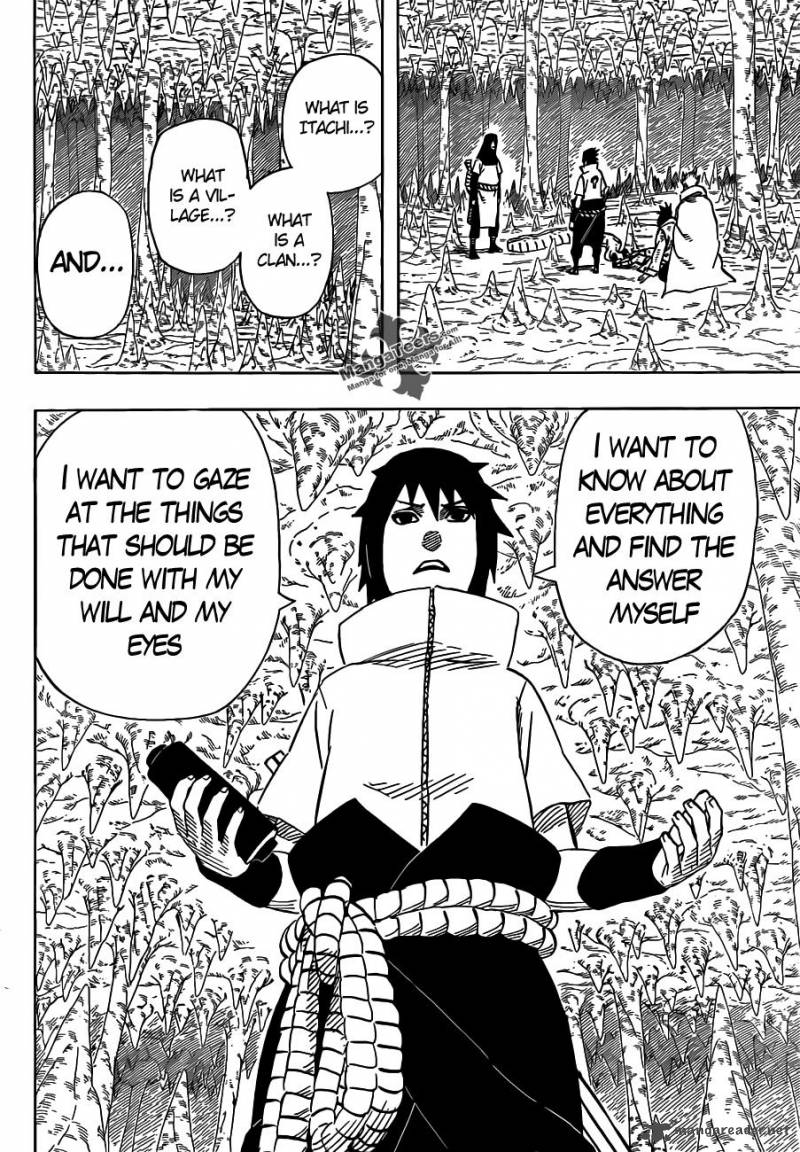 WHAT IS
ITACHI...?
WHAT
IS A VIL-
LAGE...?
WHAT
IS A
CLAN...?
AND...
MangaTeers.com
I WANT TO
KNOW ABOUT
EVERYTHING
AND FIND THE
ANSWER
MYSELF
I WANT TO GAZE
AT THE THINGS
THAT SHOULD BE
DONE WITH MY
WILL AND MY
EYES
mangareader.net